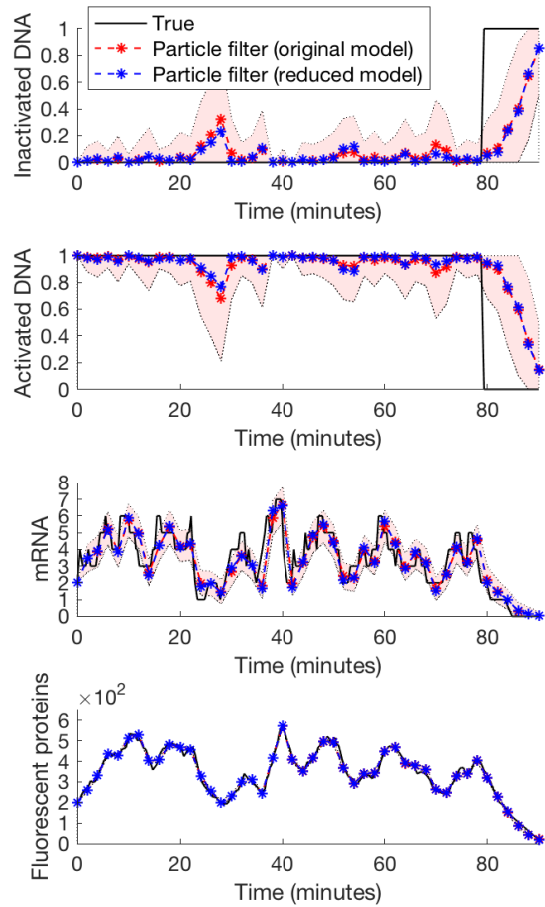 True
Particle filter (original model)
Particle filter (reduced model)
Inactivated DNA
1
0.8
0.6
0.4
0.2
0
0 20 40 60 80
Time (minutes)
Activated DNA
1
0.8
0.6
0.4
0.2
0
0 20 40 60 80
Time (minutes)
mRNA
8
7
6
5
4
3
2
1
0
0 20 40 60 80
Time (minutes)
Fluorescent proteins
×10²
6
5
4
3
2
1
0
0 20 40 60 80
Time (minutes)